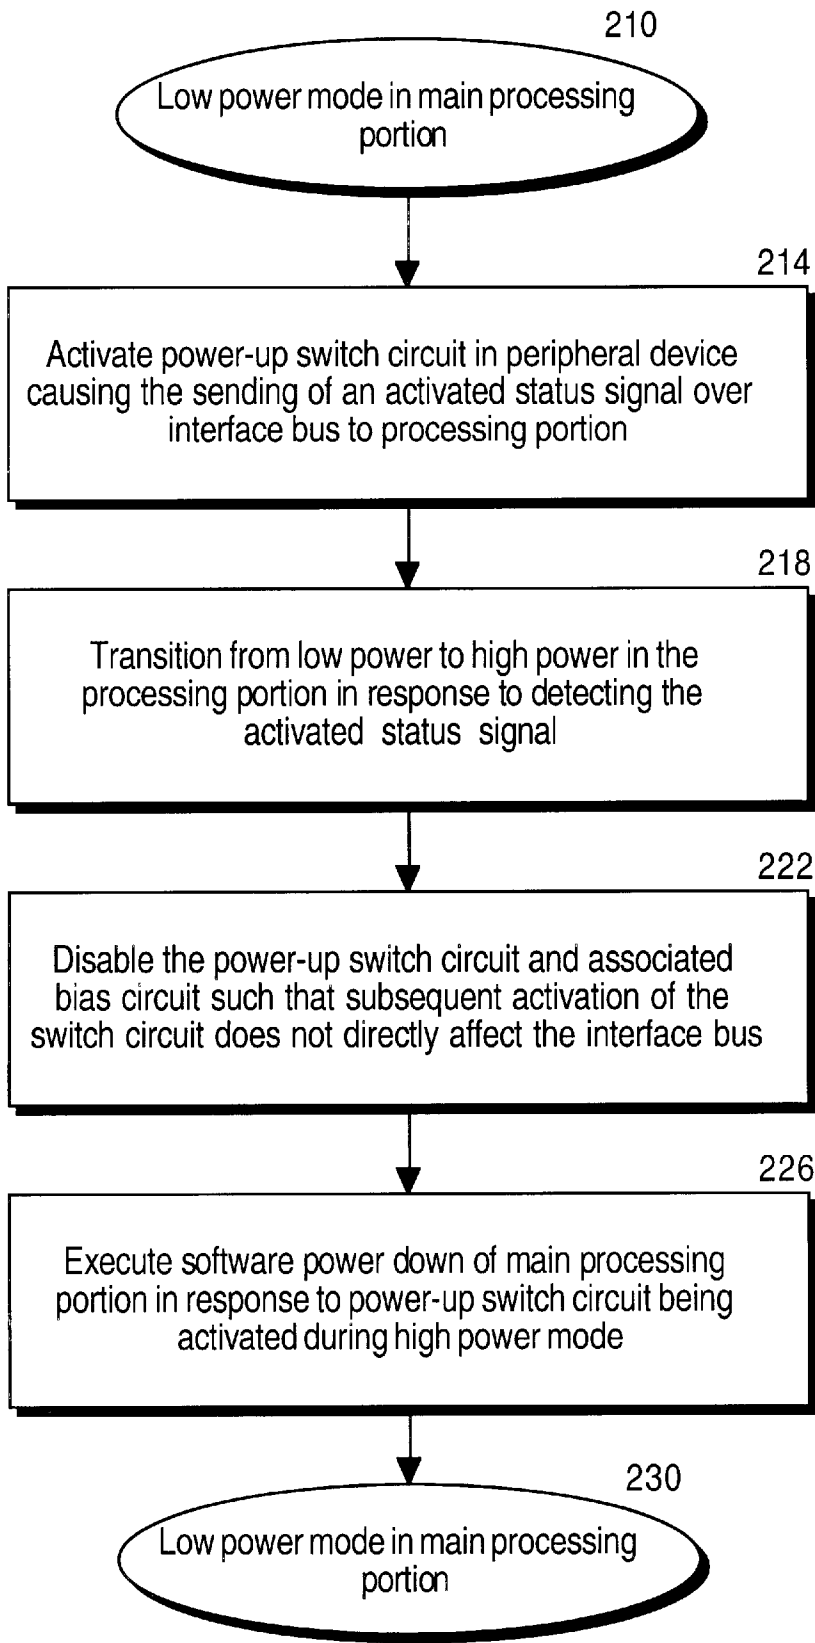 210
Low power mode in main processing
portion
214
Activate power-up switch circuit in peripheral device
causing the sending of an activated status signal over
interface bus to processing portion
218
Transition from low power to high power in the
processing portion in response to detecting the
activated status signal
222
Disable the power-up switch circuit and associated
bias circuit such that subsequent activation of the
switch circuit does not directly affect the interface bus
226
Execute software power down of main processing
portion in response to power-up switch circuit being
activated during high power mode
230
Low power mode in main processing
portion